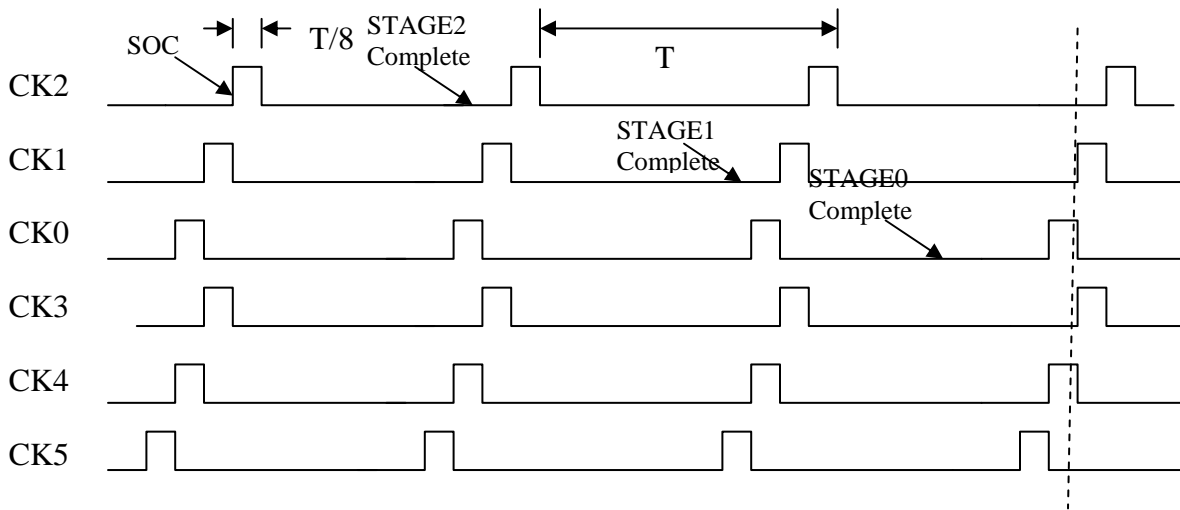 SOC
T/8
STAGE2
Complete
T
CK2
STAGE1
Complete
CK1
STAGE0
Complete
CK0
CK3
CK4
CK5